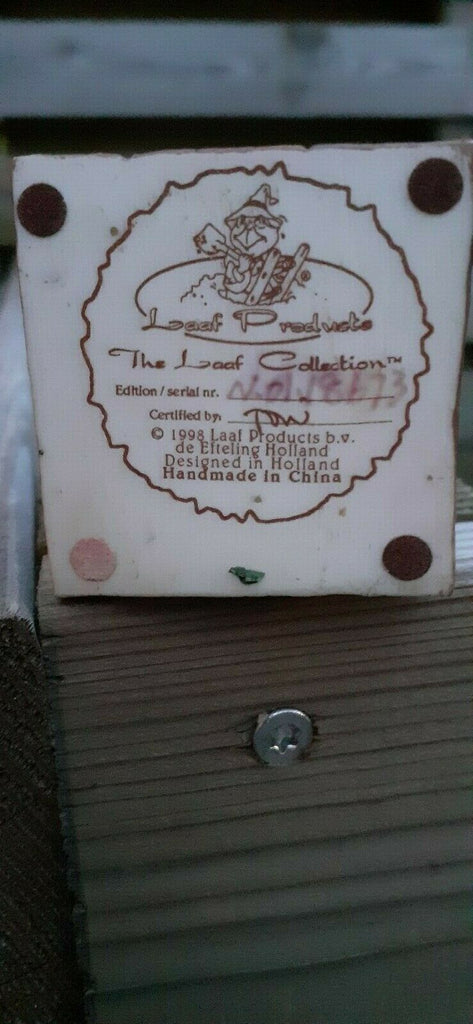 ®
Laaf Products
The Laaf Collection™
Edition / serial nr.
Certified by:
© 1998 Laaf Products b.v.
de Efteling Holland
Designed in Holland
Handmade in China